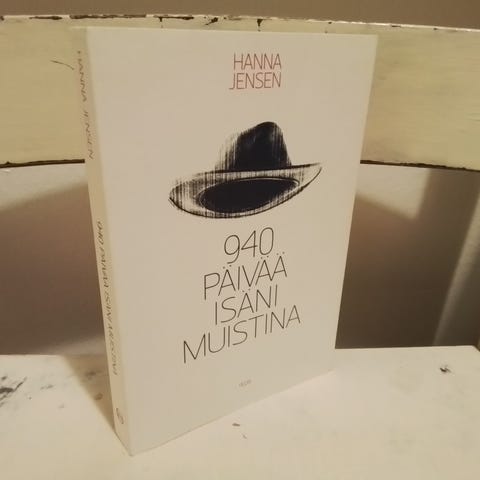 HANNA
JENSEN
940
PÄIVÄÄ
ISÄNI
MUISTINA
HANNA JENSEN
940 PÄIVÄÄ ISÄNI MUISTINA